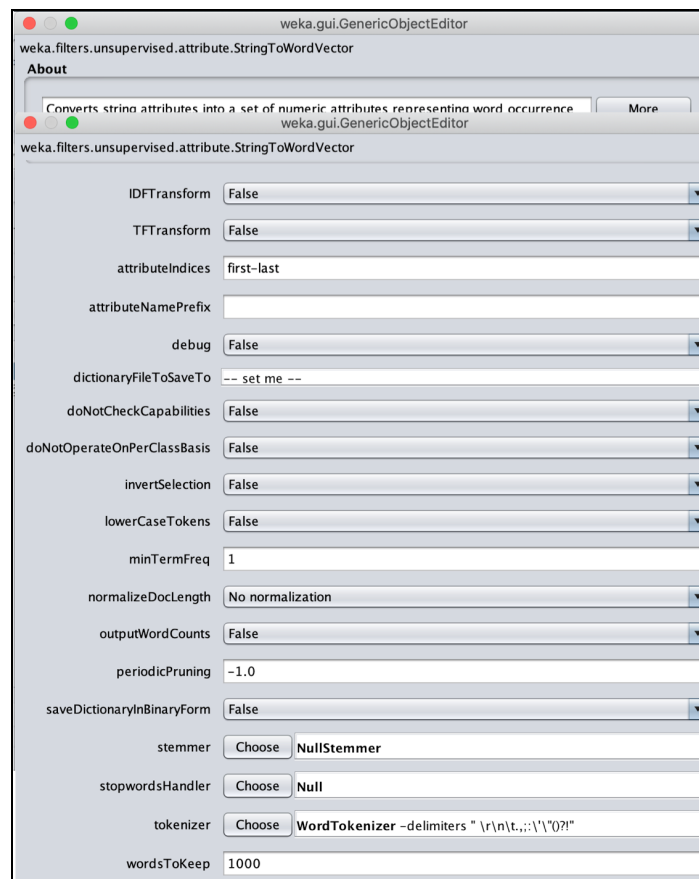 weka.gui.GenericObjectEditor
weka.filters.unsupervised.attribute.StringToWordVector
About
Converts string attributes into a set of numeric attributes representing word occurrence More
weka.gui.GenericObjectEditor
weka.filters.unsupervised.attribute.StringToWordVector
IDFTransform False
TFTransform False
attributeIndices first-last
attributeNamePrefix
debug False
dictionaryFileToSaveTo -- set me --
doNotCheckCapabilities False
doNotOperateOnPerClassBasis False
invertSelection False
lowerCaseTokens False
minTermFreq 1
normalizeDocLength No normalization
outputWordCounts False
periodicPruning -1.0
saveDictionaryInBinaryForm False
stemmer Choose NullStemmer
stopwordsHandler Choose Null
tokenizer Choose WordTokenizer -delimiters " \r\n\t.,;:\'\"()?!"
wordsToKeep 1000